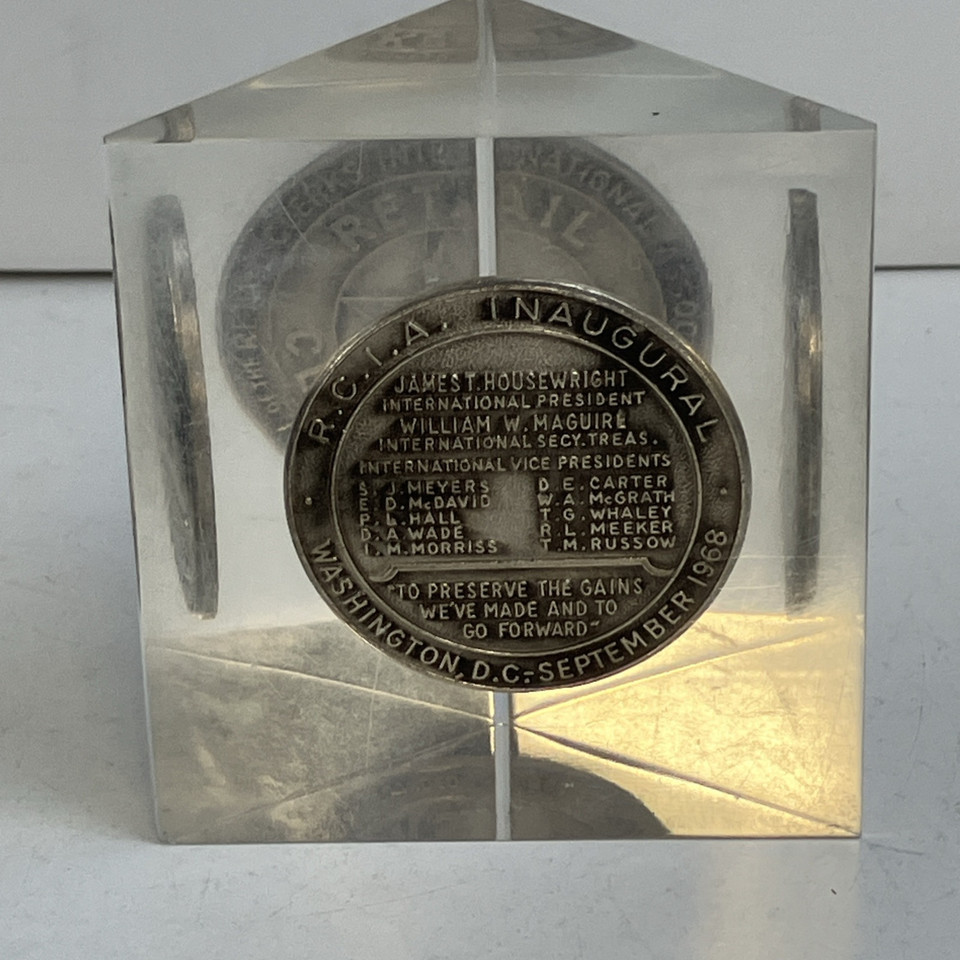 R.C.I.A. INAUGURAL
JAMES T. HOUSEWRIGHT
INTERNATIONAL PRESIDENT
WILLIAM W. MAGUIRE
INTERNATIONAL SECY. TREAS.
INTERNATIONAL VICE PRESIDENTS
S. J. MEYERS D. E. CARTER
E. D. McDAVID W. A. McGRATH
P. L. HALL T. G. WHALEY
D. A. WADE R. L. MEEKER
I. M. MORRISS T. M. RUSSOW
"TO PRESERVE THE GAINS
WE'VE MADE AND TO
GO FORWARD"
WASHINGTON, D.C.-SEPTEMBER 1968
RETAIL